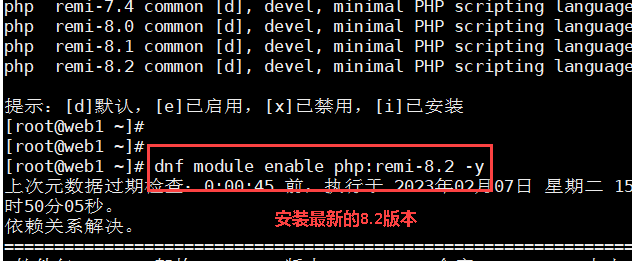 php  remi-7.4 common [d], devel, minimal PHP scripting language
php  remi-8.0 common [d], devel, minimal PHP scripting language
php  remi-8.1 common [d], devel, minimal PHP scripting language
php  remi-8.2 common [d], devel, minimal PHP scripting language
提示：[d]默认，[e]已启用，[x]已禁用，[i]已安装
[root@web1 ~]#
[root@web1 ~]#
[root@web1 ~]# dnf module enable php:remi-8.2 -y
上次元数据过期检查：0:00:45 前，执行于 2023年02月07日 星期二 15
时50分05秒。
安装最新的8.2版本
依赖关系解决。
================================================================